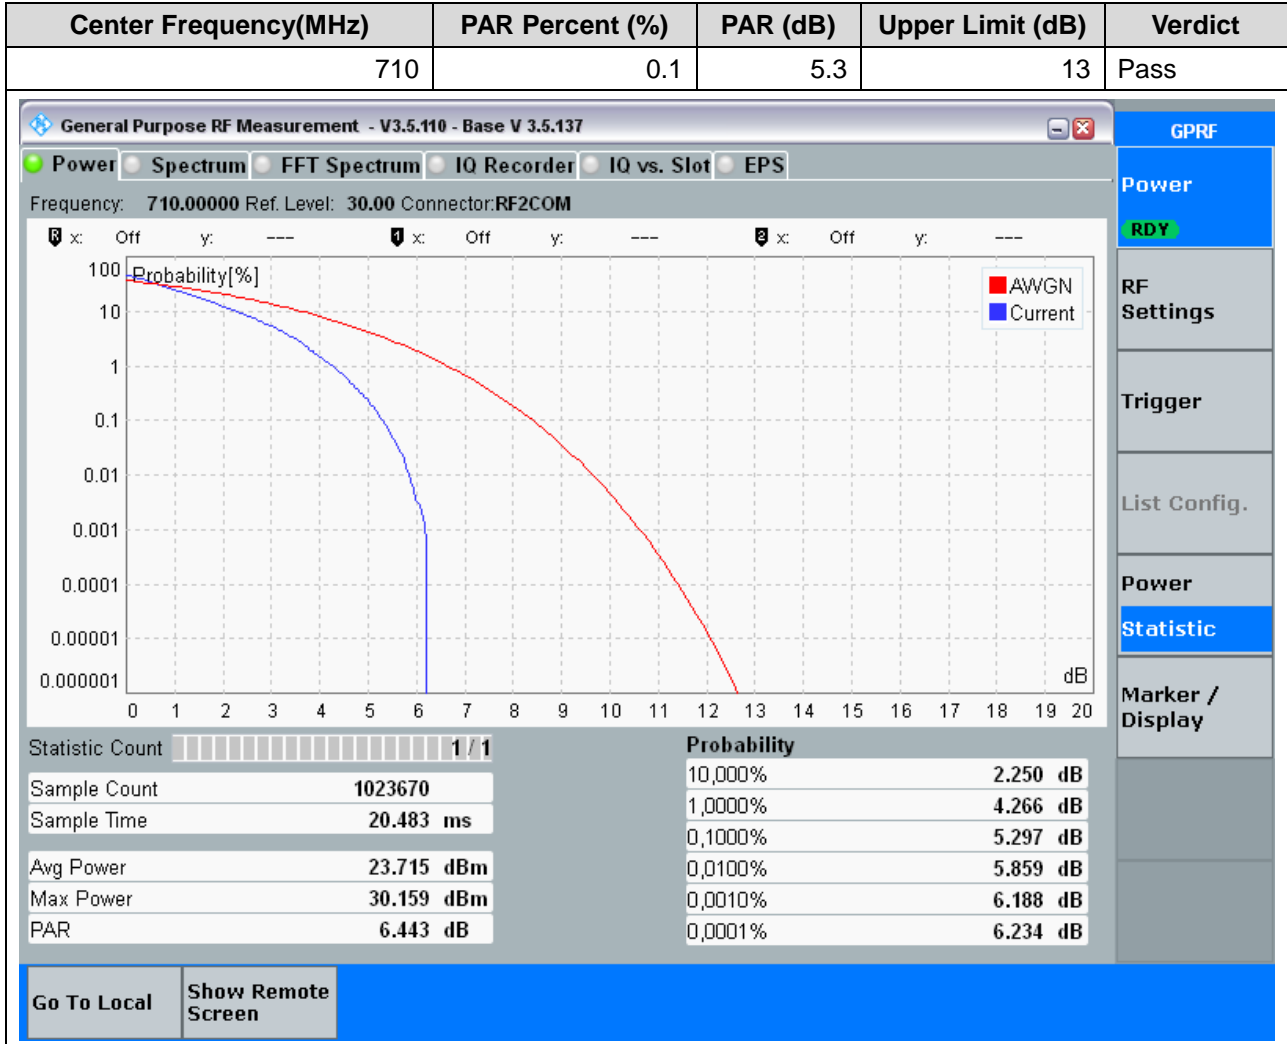 Center Frequency(MHz) PAR Percent (%) PAR (dB) Upper Limit (dB) Verdict
710 0.1 5.3 13 Pass
General Purpose RF Measurement - V3.5.110 - Base V 3.5.137
GPRF
Power Spectrum FFT Spectrum IQ Recorder IQ vs. Slot EPS
Power
RDY
Frequency: 710.00000 Ref. Level: 30.00 Connector:RF2COM
R x: Off y: --- 1 x: Off y: --- 2 x: Off y: ---
Probability[%]
AWGN
Current
100
10
1
0.1
0.01
0.001
0.0001
0.00001
0.000001
dB
0 1 2 3 4 5 6 7 8 9 10 11 12 13 14 15 16 17 18 19 20
RF
Settings
Trigger
List Config.
Power
Statistic
Marker /
Display
Statistic Count 1 / 1
Sample Count 1023670
Sample Time 20.483 ms
Avg Power 23.715 dBm
Max Power 30.159 dBm
PAR 6.443 dB
Probability
10,000% 2.250 dB
1,0000% 4.266 dB
0,1000% 5.297 dB
0,0100% 5.859 dB
0,0010% 6.188 dB
0,0001% 6.234 dB
Go To Local
Show Remote
Screen